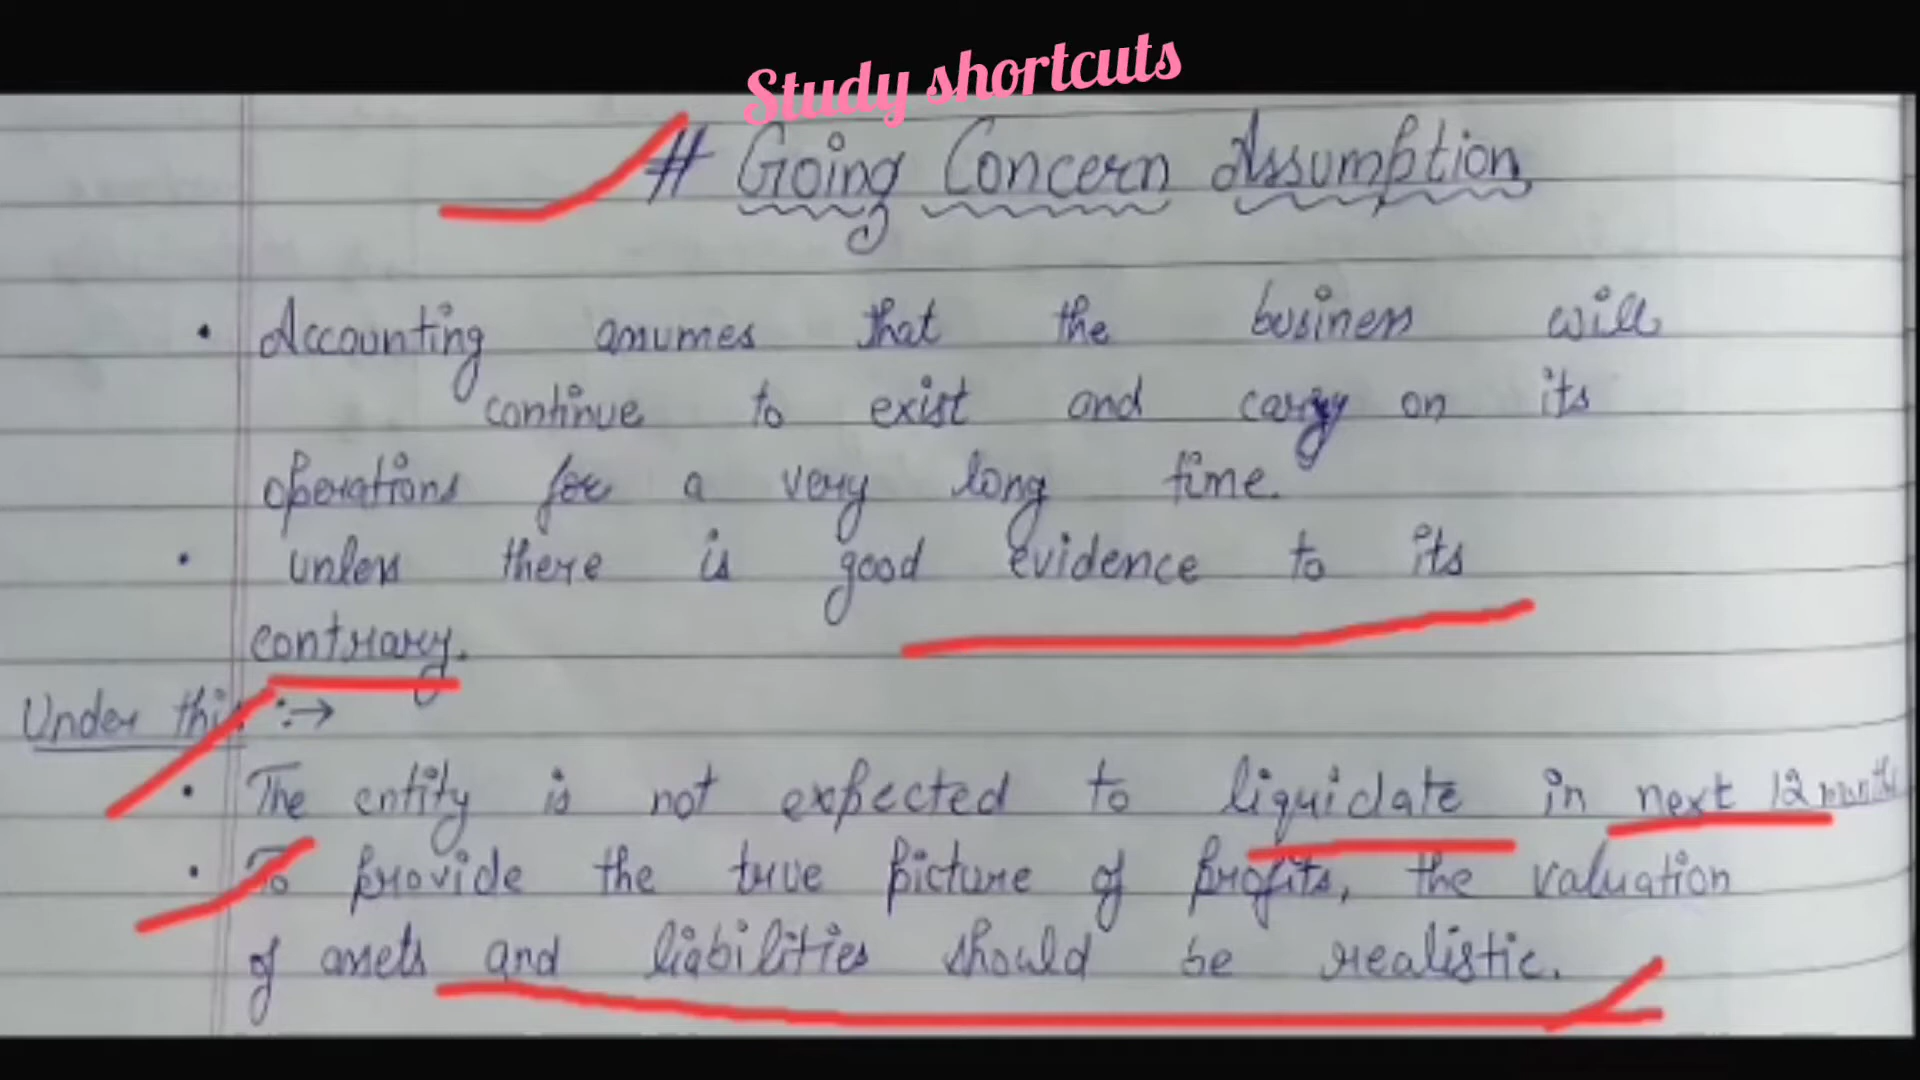 Study shortcuts
# Going Concern Assumption
• Accounting assumes that the business will
continue to exist and carry on its
operations for a very long time.
• unless there is good evidence to its
contrary.
Under this :→
• The entity is not expected to liquidate in next 12 months
• To provide the true picture of profits, the valuation
of assets and liabilities should be realistic.